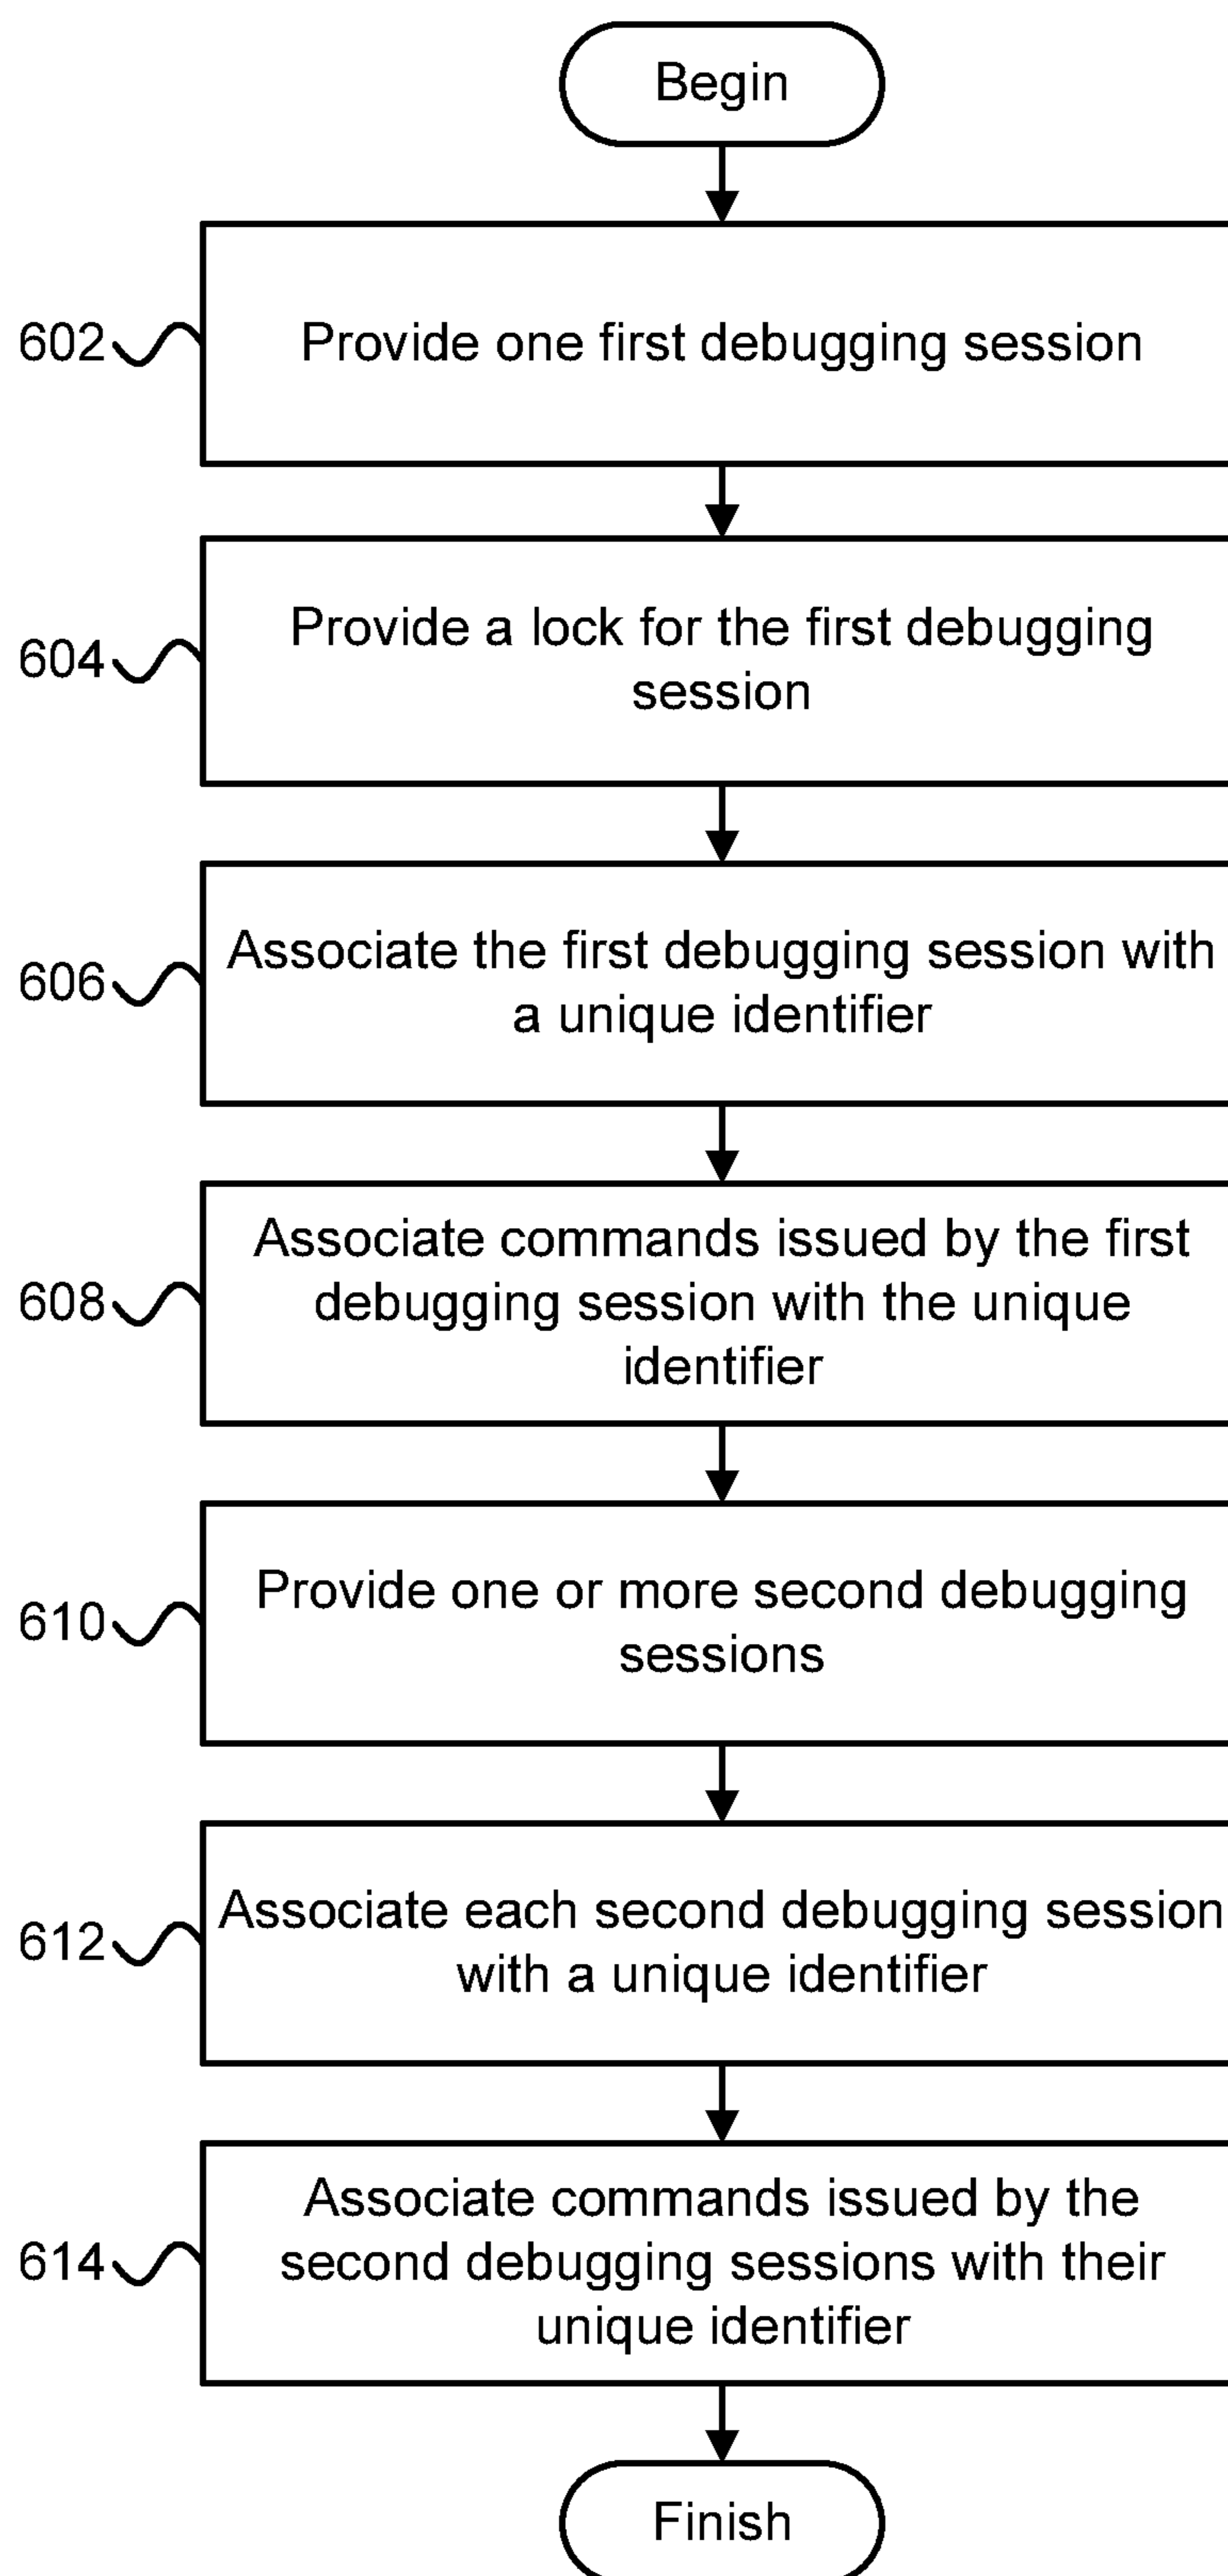 Begin
602
Provide one first debugging session
604
Provide a lock for the first debugging
session
606
Associate the first debugging session with
a unique identifier
608
Associate commands issued by the first
debugging session with the unique
identifier
610
Provide one or more second debugging
sessions
612
Associate each second debugging session
with a unique identifier
614
Associate commands issued by the
second debugging sessions with their
unique identifier
Finish